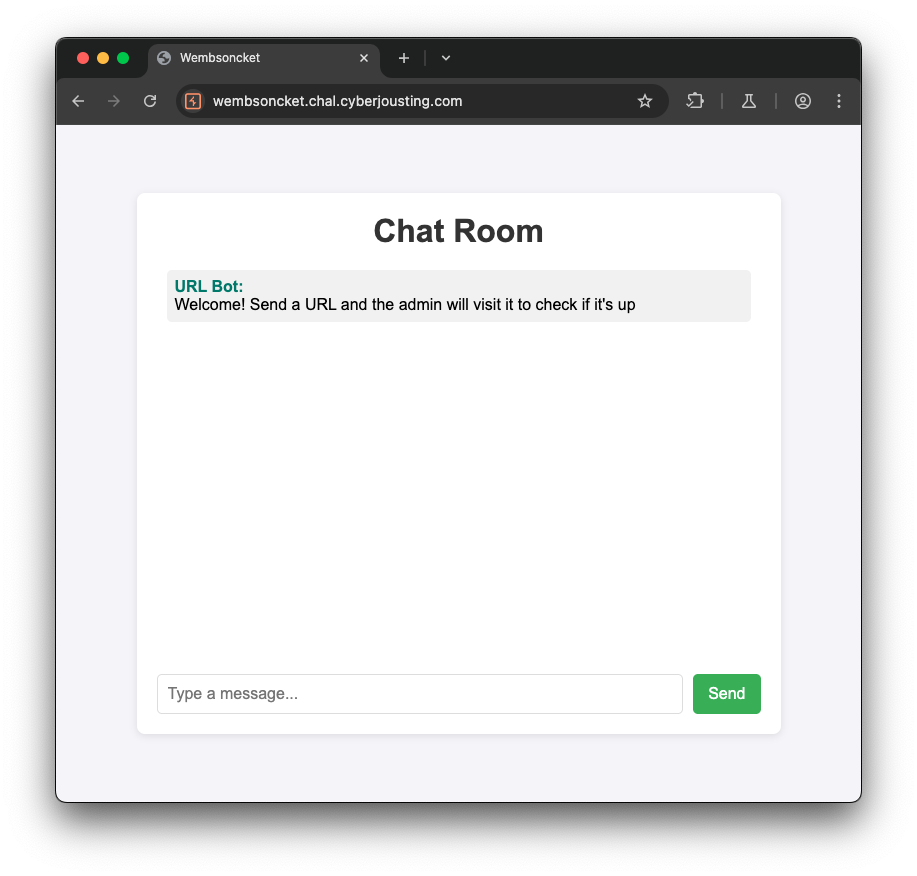 Wembsoncket
wembsoncket.chal.cyberjousting.com
Chat Room
URL Bot:
Welcome! Send a URL and the admin will visit it to check if it's up
Type a message...
Send